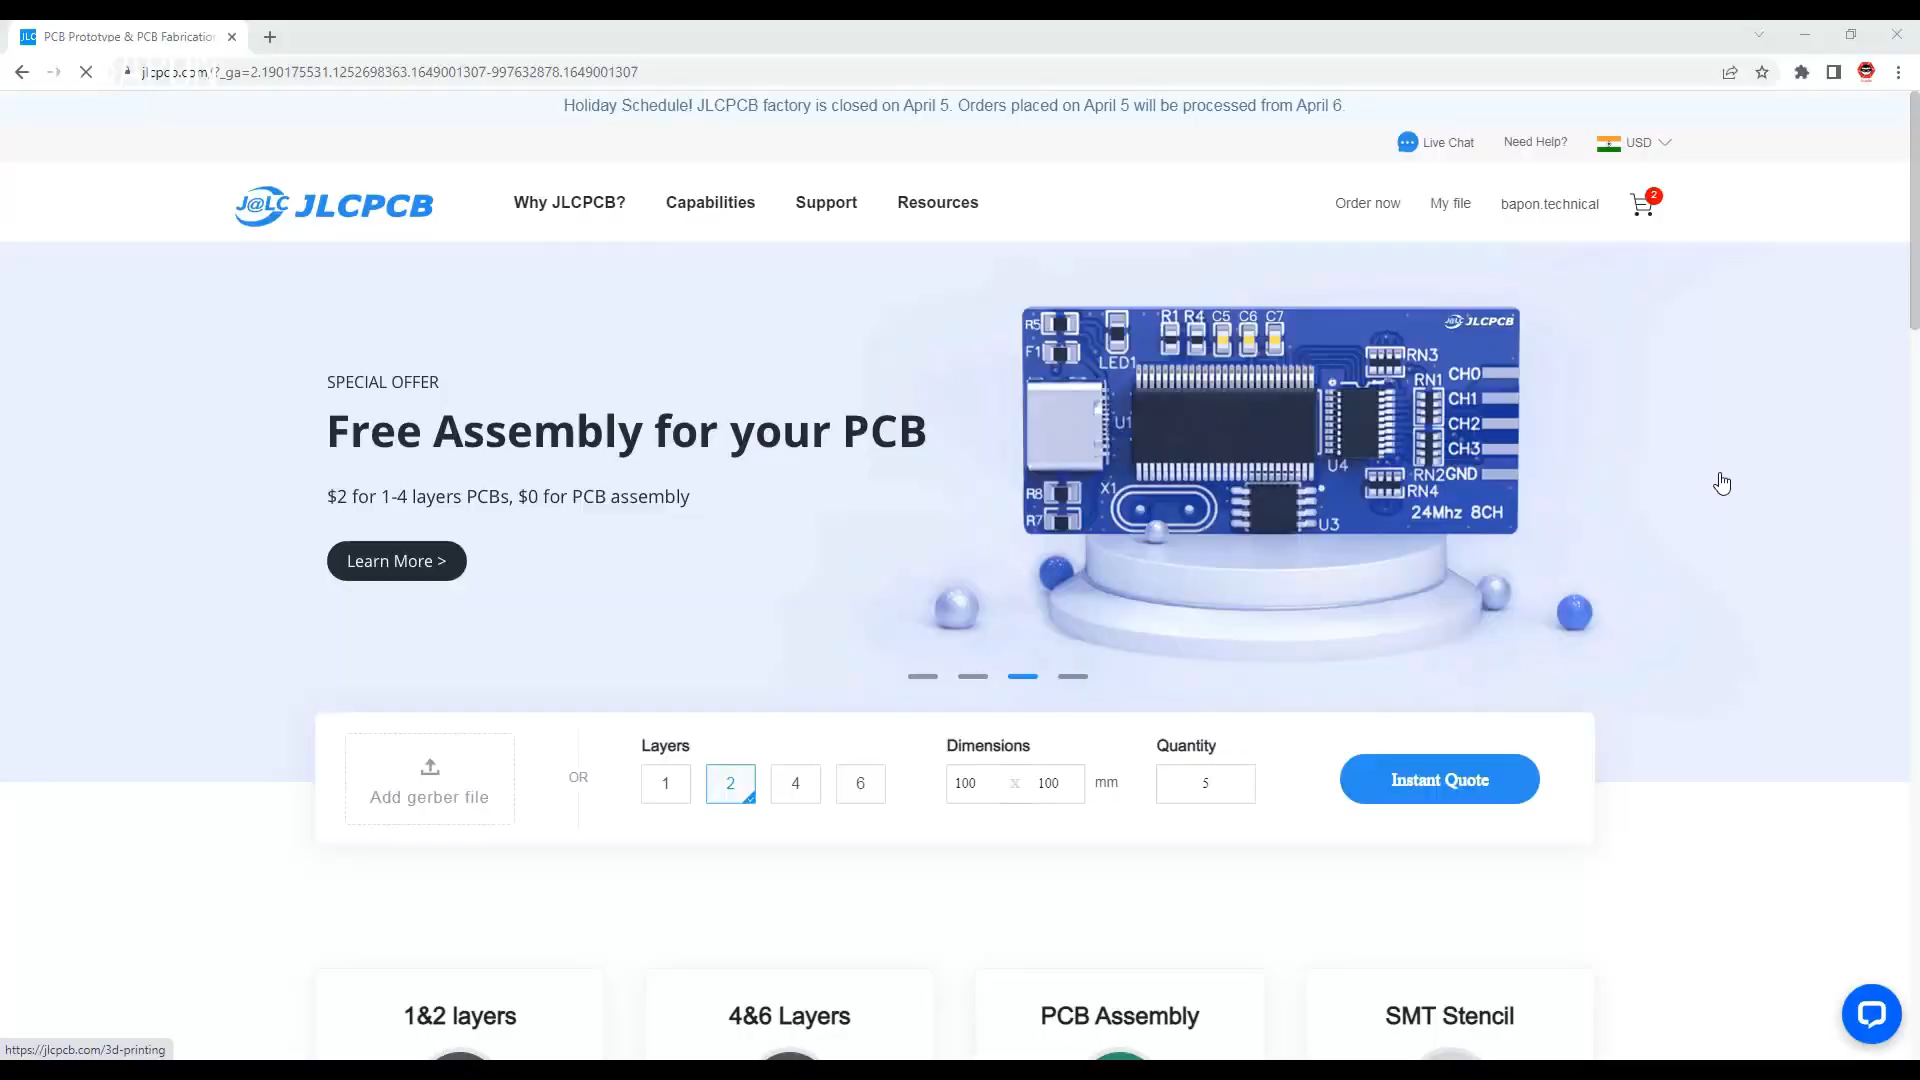 JLC PCB Prototype & PCB Fabrication
jlcpcb.com/?_ga=2.190175531.1252698363.1649001307-997632878.1649001307
Holiday Schedule! JLCPCB factory is closed on April 5. Orders placed on April 5 will be processed from April 6.
Live Chat Need Help? USD
J@LC JLCPCB Why JLCPCB? Capabilities Support Resources Order now My file bapon.technical 2
SPECIAL OFFER
Free Assembly for your PCB
$2 for 1-4 layers PCBs, $0 for PCB assembly
Learn More >
R5 R1 R4 C5 C6 C7 J@LC JLCPCB
F1 LED1 RN3
RN1 CH0
CH1
U1 CH2
CH3
U4 RN2 GND
R8 X1 RN4
R7 U3 24Mhz 8CH
Layers Dimensions Quantity
Add gerber file OR 1 2 4 6 100 x 100 mm 5 Instant Quote
1&2 layers 4&6 Layers PCB Assembly SMT Stencil
https://jlcpcb.com/3d-printing